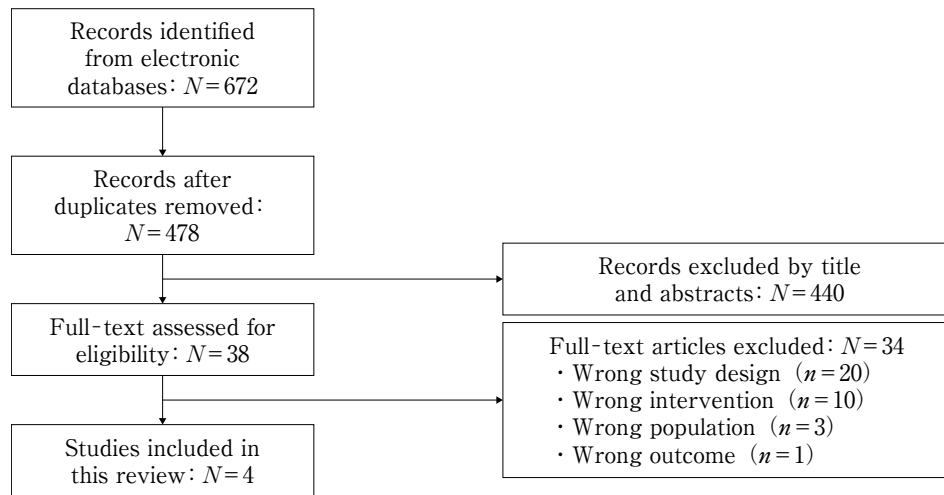 Records identified
from electronic
databases: N=672
Records after
duplicates removed:
N=478
Records excluded by title
and abstracts: N=440
Full-text assessed for
eligibility: N=38
Full-text articles excluded: N=34
・Wrong study design (n=20)
・Wrong intervention (n=10)
・Wrong population (n=3)
・Wrong outcome (n=1)
Studies included in
this review: N=4